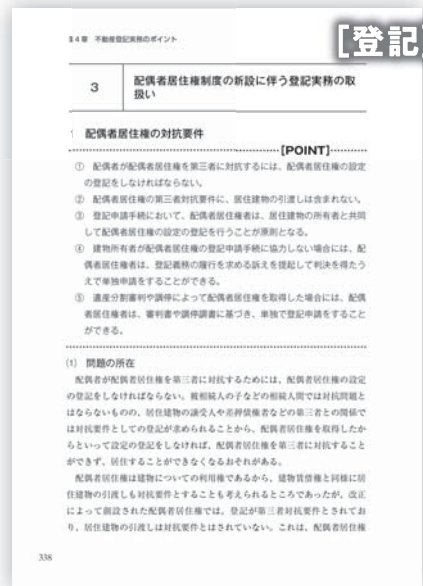 第4章 不動産登記実務のポイント
[登記]
3
配偶者居住権制度の新設に伴う登記実務の取
扱い
1 配偶者居住権の対抗要件
[POINT]
① 配偶者が配偶者居住権を第三者に対抗するには、配偶者居住権の設定
の登記をしなければならない。
② 配偶者居住権の第三者対抗要件に、居住建物の引渡しは含まれない。
③ 登記申請手続において、配偶者居住権者は、居住建物の所有者と共同
して配偶者居住権の設定の登記を行うことが原則となる。
④ 建物所有者が配偶者居住権の登記申請手続に協力しない場合には、配
偶者居住権者は、登記義務の履行を求める訴えを提起して判決を得たう
えで単独申請をすることができる。
⑤ 遺産分割審判や調停によって配偶者居住権を取得した場合には、配偶
者居住権者は、審判書や調停調書に基づき、単独で登記申請をすること
ができる。
(1) 問題の所在
配偶者が配偶者居住権を第三者に対抗するためには、配偶者居住権の設定
の登記をしなければならない。被相続人の子などの相続人間では対抗問題と
はならないものの、居住建物の譲受人や差押債権者などの第三者との関係で
は対抗要件としての登記が求められることから、配偶者居住権を取得したか
らといって設定の登記をしなければ、配偶者居住権を第三者に対抗すること
ができず、居住することができなくなるおそれがある。
配偶者居住権は建物についての利用権であるから、建物賃借権と同様に居
住建物の引渡しも対抗要件とすることも考えられるところであったが、改正
によって創設された配偶者居住権では、登記が第三者対抗要件とされてお
り、居住建物の引渡しは対抗要件とはされていない。これは、配偶者居住権
338